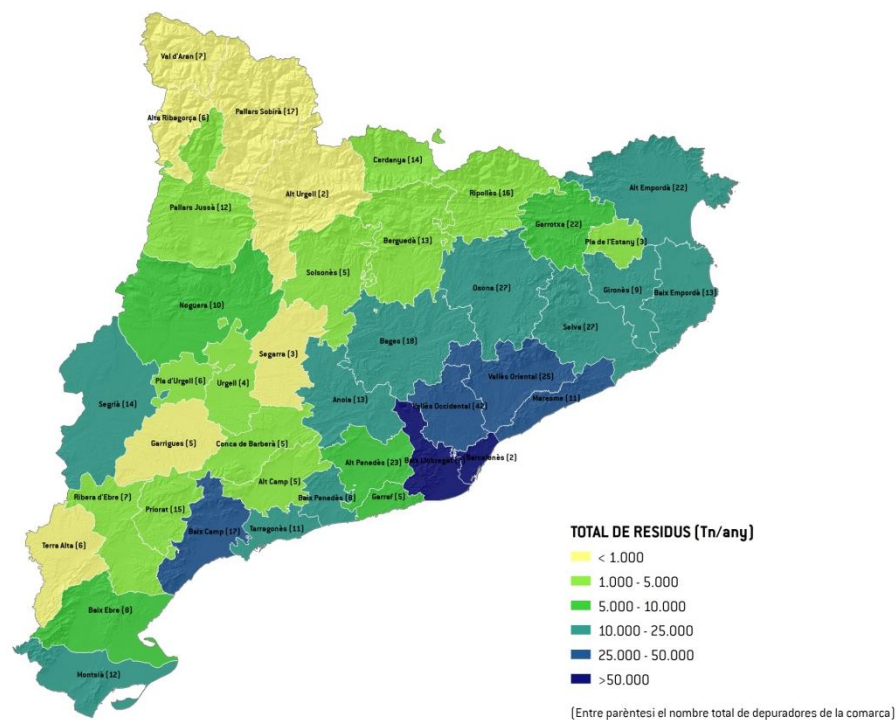 Val d'Aran (7)
Alta Ribagorça (6)
Pallars Sobirà (17)
Cerdanya (14)
Alt Urgell (2)
Ripollès (16)
Alt Empordà (22)
Pallars Jussà (12)
Garrotxa (22)
Berguedà (13)
Pla de l'Estany (3)
Solsonès (5)
Osona (27)
Gironès (9)
Baix Empordà (13)
Noguera (10)
Selva (27)
Bages (18)
Segarra (3)
Vallès Oriental (25)
Pla d'Urgell (6)
Urgell (4)
Maresme (11)
Segrià (14)
Anoia (13)
Vallès Occidental (42)
Garrigues (5)
Conca de Barberà (5)
Alt Penedès (23)
Baix Llobregat
Barcelonès (2)
Alt Camp (5)
Ribera d'Ebre (7)
Baix Penedès (8)
Garraf (5)
Priorat (15)
Baix Camp (17)
Tarragonès (11)
Terra Alta (6)
Baix Ebre (8)
Montsià (12)
TOTAL DE RESIDUS (Tn/any)
< 1.000
1.000 - 5.000
5.000 - 10.000
10.000 - 25.000
25.000 - 50.000
>50.000
(Entre parèntesi el nombre total de depuradores de la comarca)